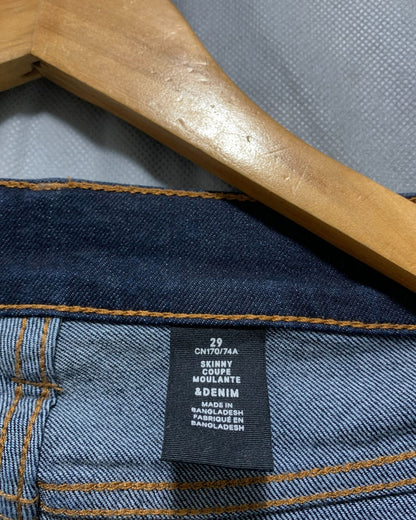 29
CN170/74A
SKINNY
COUPE
MOULANTE
&DENIM
MADE IN
BANGLADESH
FABRIQUÉ EN
BANGLADESH